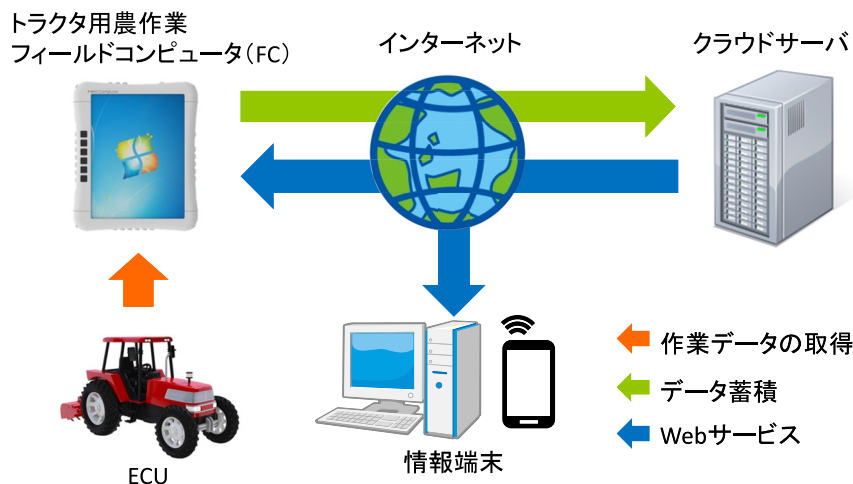 トラクタ用農作業
フィールドコンピュータ(FC)
インターネット
クラウドサーバ
ECU
情報端末
作業データの取得
データ蓄積
Webサービス